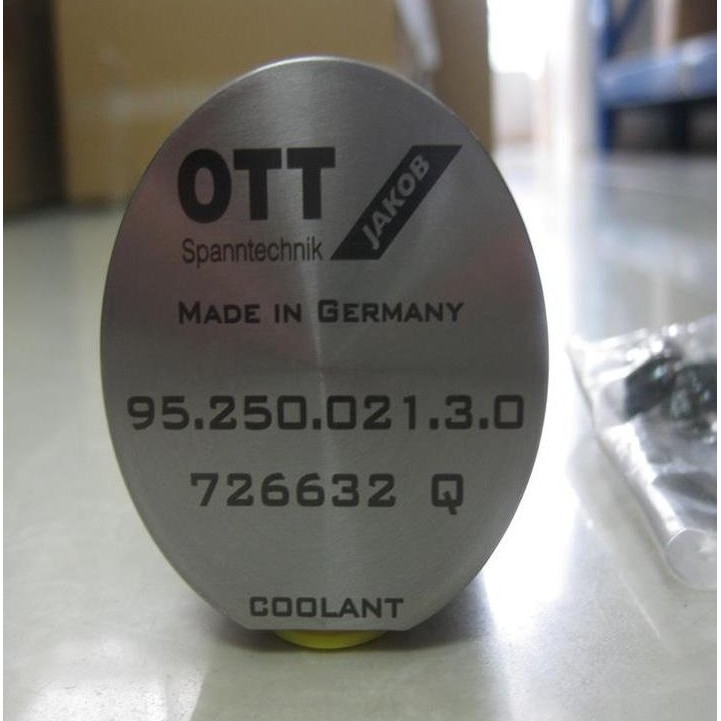 OTT JAKOB
Spanntechnik
MADE IN GERMANY
95.250.021.3.0
726632 Q
COOLANT